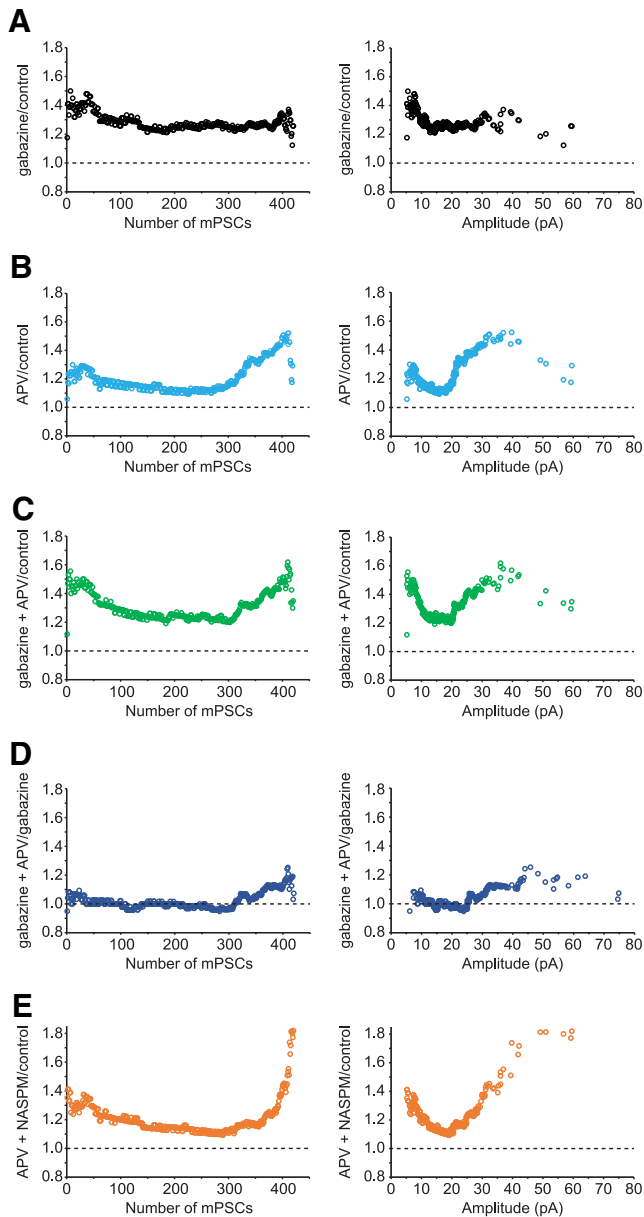 A
gabazine/control
1.8
1.6
1.4
1.2
1.0
0.8
0 100 200 300 400
Number of mPSCs
gabazine/control
1.8
1.6
1.4
1.2
1.0
0.8
0 10 20 30 40 50 60 70 80
Amplitude (pA)
B
APV/control
1.8
1.6
1.4
1.2
1.0
0.8
0 100 200 300 400
Number of mPSCs
APV/control
1.8
1.6
1.4
1.2
1.0
0.8
0 10 20 30 40 50 60 70 80
Amplitude (pA)
C
gabazine + APV/control
1.8
1.6
1.4
1.2
1.0
0.8
0 100 200 300 400
Number of mPSCs
gabazine + APV/control
1.8
1.6
1.4
1.2
1.0
0.8
0 10 20 30 40 50 60 70 80
Amplitude (pA)
D
gabazine + APV/gabazine
1.8
1.6
1.4
1.2
1.0
0.8
0 100 200 300 400
Number of mPSCs
gabazine + APV/gabazine
1.8
1.6
1.4
1.2
1.0
0.8
0 10 20 30 40 50 60 70 80
Amplitude (pA)
E
APV + NASPM/control
1.8
1.6
1.4
1.2
1.0
0.8
0 100 200 300 400
Number of mPSCs
APV + NASPM/control
1.8
1.6
1.4
1.2
1.0
0.8
0 10 20 30 40 50 60 70 80
Amplitude (pA)